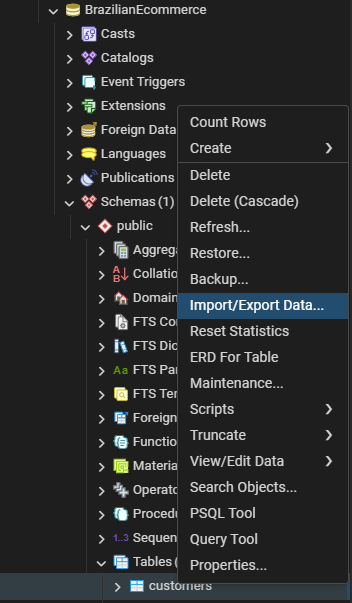 BrazilianEcommerce
Casts
Catalogs
Event Triggers
Extensions
Foreign Data
Languages
Publications
Schemas (1)
public
Aggrega
Collatio
Domain
FTS Co
FTS Dic
FTS Par
FTS Ter
Foreign
Functio
Materia
Operato
Procedu
Sequen
Tables (
customers
Count Rows
Create
Delete
Delete (Cascade)
Refresh...
Restore...
Backup...
Import/Export Data...
Reset Statistics
ERD For Table
Maintenance...
Scripts
Truncate
View/Edit Data
Search Objects...
PSQL Tool
Query Tool
Properties...